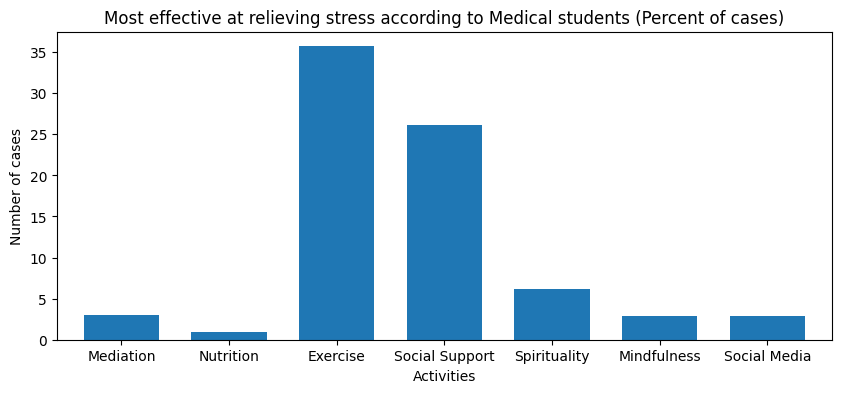 Most effective at relieving stress according to Medical students (Percent of cases)
Number of cases
35
30
25
20
15
10
5
0
Mediation Nutrition Exercise Social Support Spirituality Mindfulness Social Media
Activities